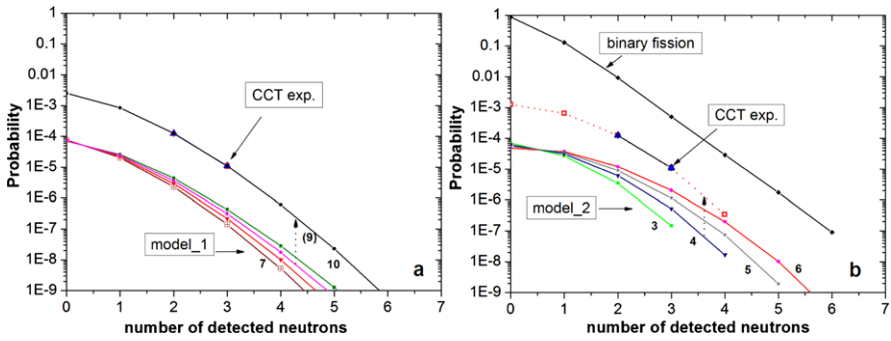 1
0.1
0.01
1E-3
1E-4
1E-5
1E-6
1E-7
1E-8
1E-9
Probability
CCT exp.
model_1
7
(9)
10
a
0 1 2 3 4 5 6 7
number of detected neutrons
1
0.1
0.01
1E-3
1E-4
1E-5
1E-6
1E-7
1E-8
1E-9
Probability
binary fission
CCT exp.
model_2
3
4
5
6
b
0 1 2 3 4 5 6 7
number of detected neutrons